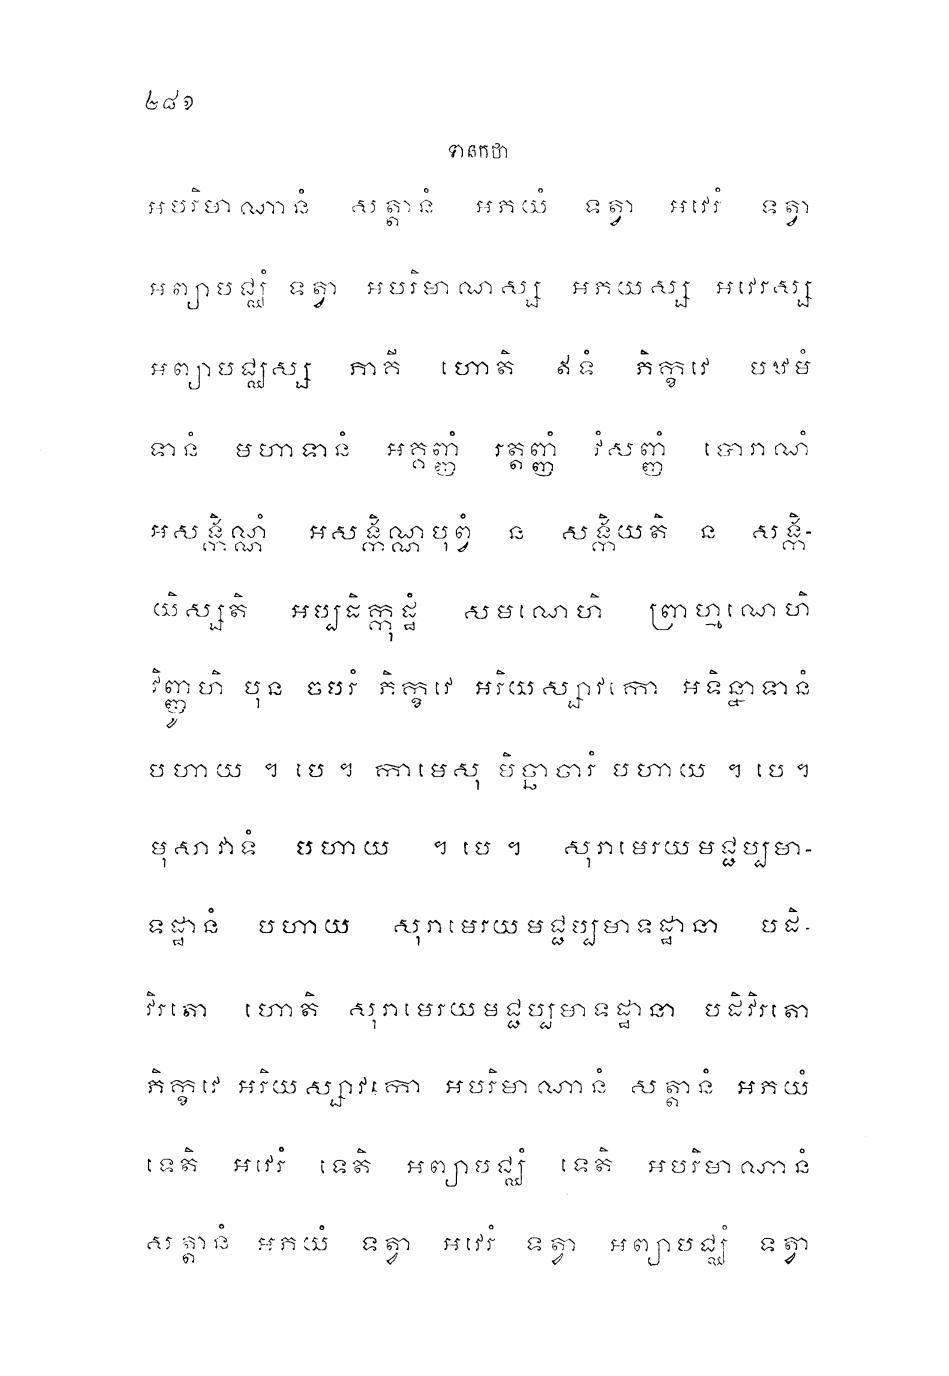 ២៨១
ទានកថា
អបរិមាណានំ សត្តានំ អភយំ ទត្វា អវេរំ ទត្វា
អព្យាបជ្ឈំ ទត្វា អបរិមាណស្ស អភយស្ស អវេរស្ស
អព្យាបជ្ឈស្ស ភាគី ហោតិ ឥទំ ភិក្ខវេ បឋមំ
ទានំ មហាទានំ អគ្គញ្ញំ រត្តញ្ញំ វំសញ្ញំ បោរាណំ
អសង្កិណ្ណំ អសង្កិណ្ណបុព្វំ ន សង្កិយតិ ន សង្កិ-
យិស្សតិ អប្បដិក្កុដ្ឋំ សមណេហិ ព្រាហ្មណេហិ
វិញ្ញូហិ បុន ចបរំ ភិក្ខវេ អរិយស្សាវកោ អទិន្នាទានំ
បហាយ ។ បេ ។ កាមេសុ មិច្ឆាចារំ បហាយ ។ បេ ។
មុសាវាទំ បហាយ ។ បេ ។ សុរាមេរយមជ្ជប្បមា-
ទដ្ឋានំ បហាយ សុរាមេរយមជ្ជប្បមាទដ្ឋានា បដិ-
វិរតោ ហោតិ សុរាមេរយមជ្ជប្បមាទដ្ឋានា បដិវិរតោ
ភិក្ខវេ អរិយស្សាវកោ អបរិមាណានំ សត្តានំ អភយំ
ទេតិ អវេរំ ទេតិ អព្យាបជ្ឈំ ទេតិ អបរិមាណានំ
សត្តានំ អភយំ ទត្វា អវេរំ ទត្វា អព្យាបជ្ឈំ ទត្វា